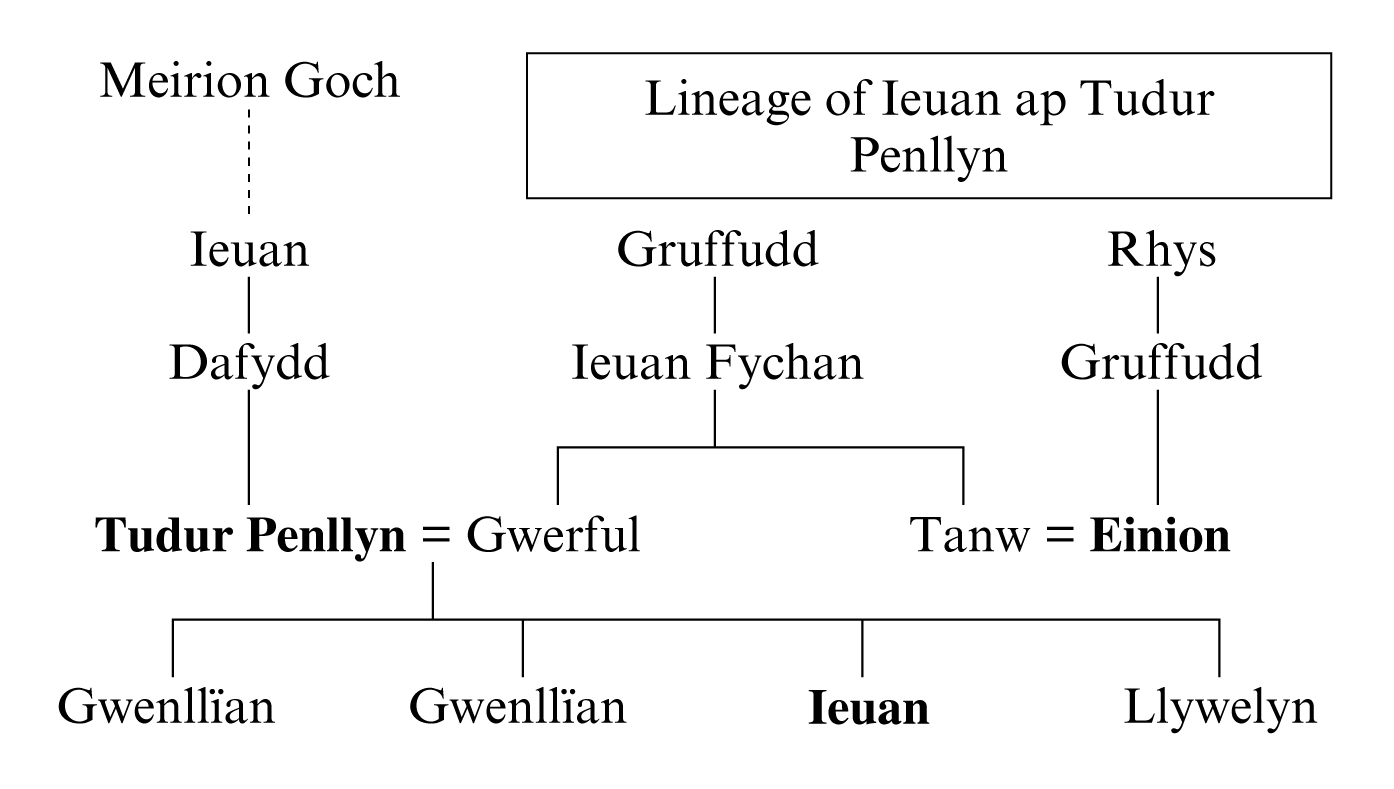 Meirion Goch
Lineage of Ieuan ap Tudur
Penllyn
Ieuan
Gruffudd
Rhys
Dafydd
Ieuan Fychan
Gruffudd
Tudur Penllyn = Gwerful
Tanw = Einion
Gwenllïan
Gwenllïan
Ieuan
Llywelyn